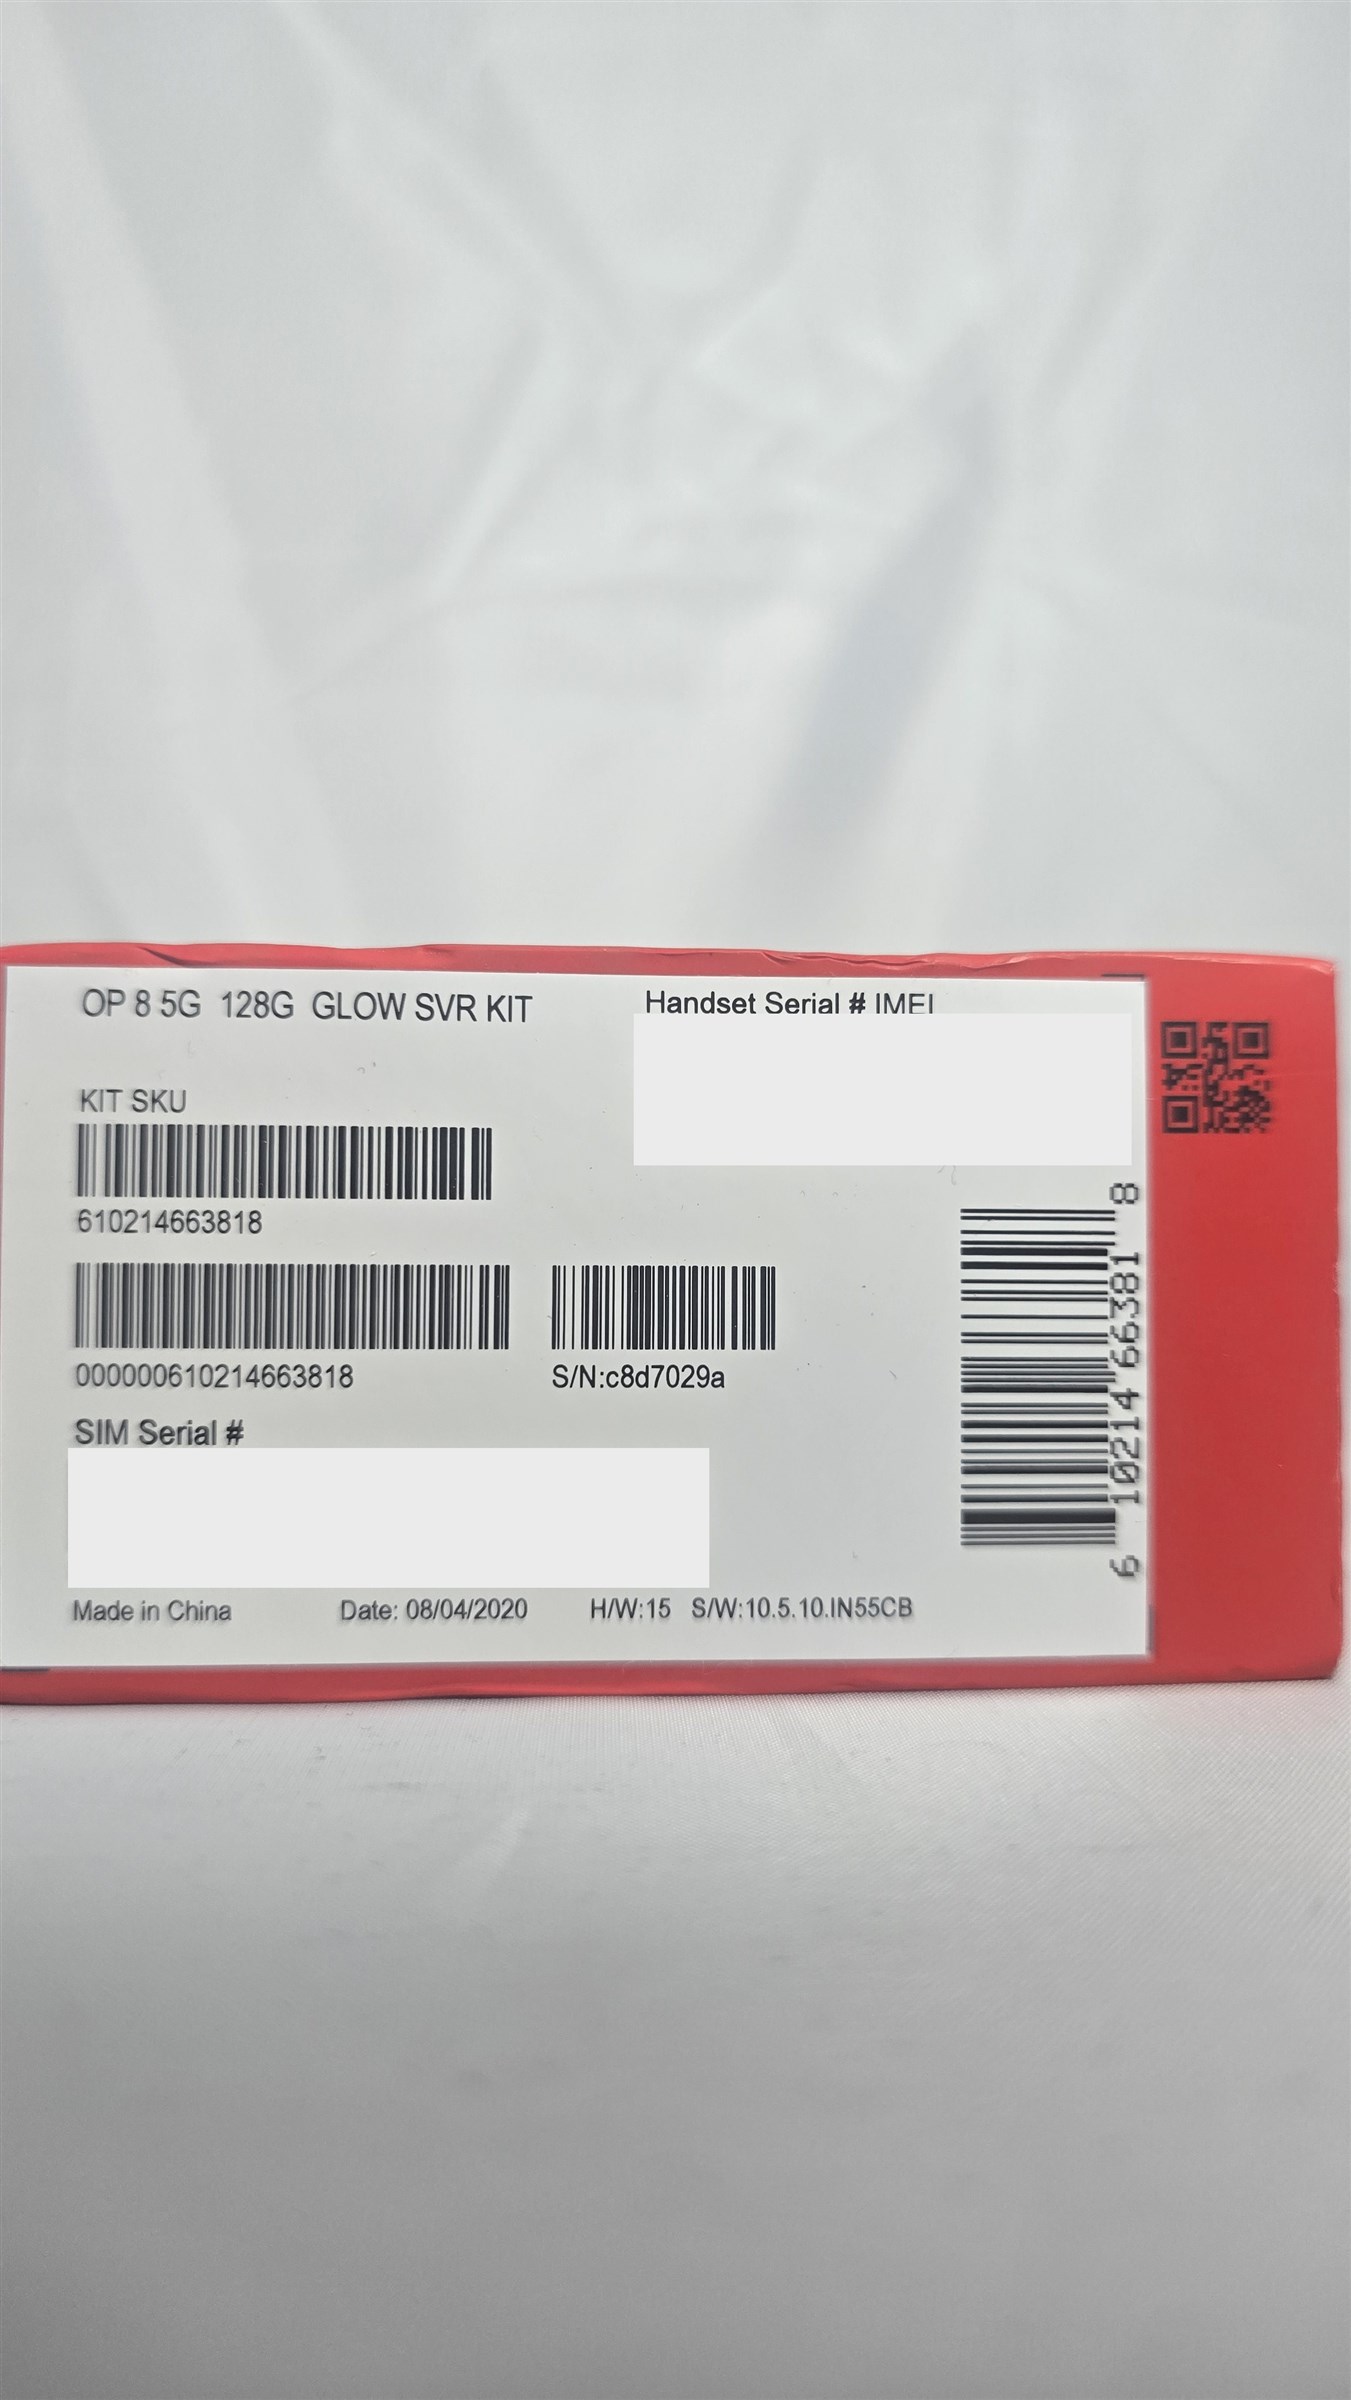 OP 8 5G 128G GLOW SVR KIT
Handset Serial # IMEI
KIT SKU
610214663818
000000610214663818
S/N:c8d7029a
SIM Serial #
Made in China Date: 08/04/2020 H/W:15 S/W:10.5.10.IN55CB
6 10214 66381 8